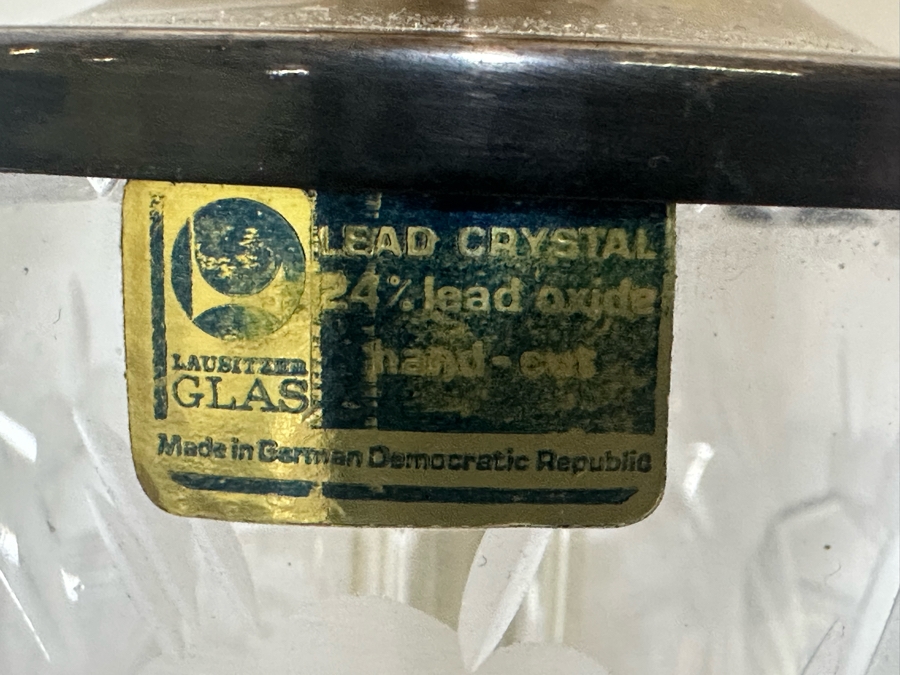 LEAD CRYSTAL
24% lead oxide
hand-cut
LAUSITZER
GLAS
Made in German Democratic Republic